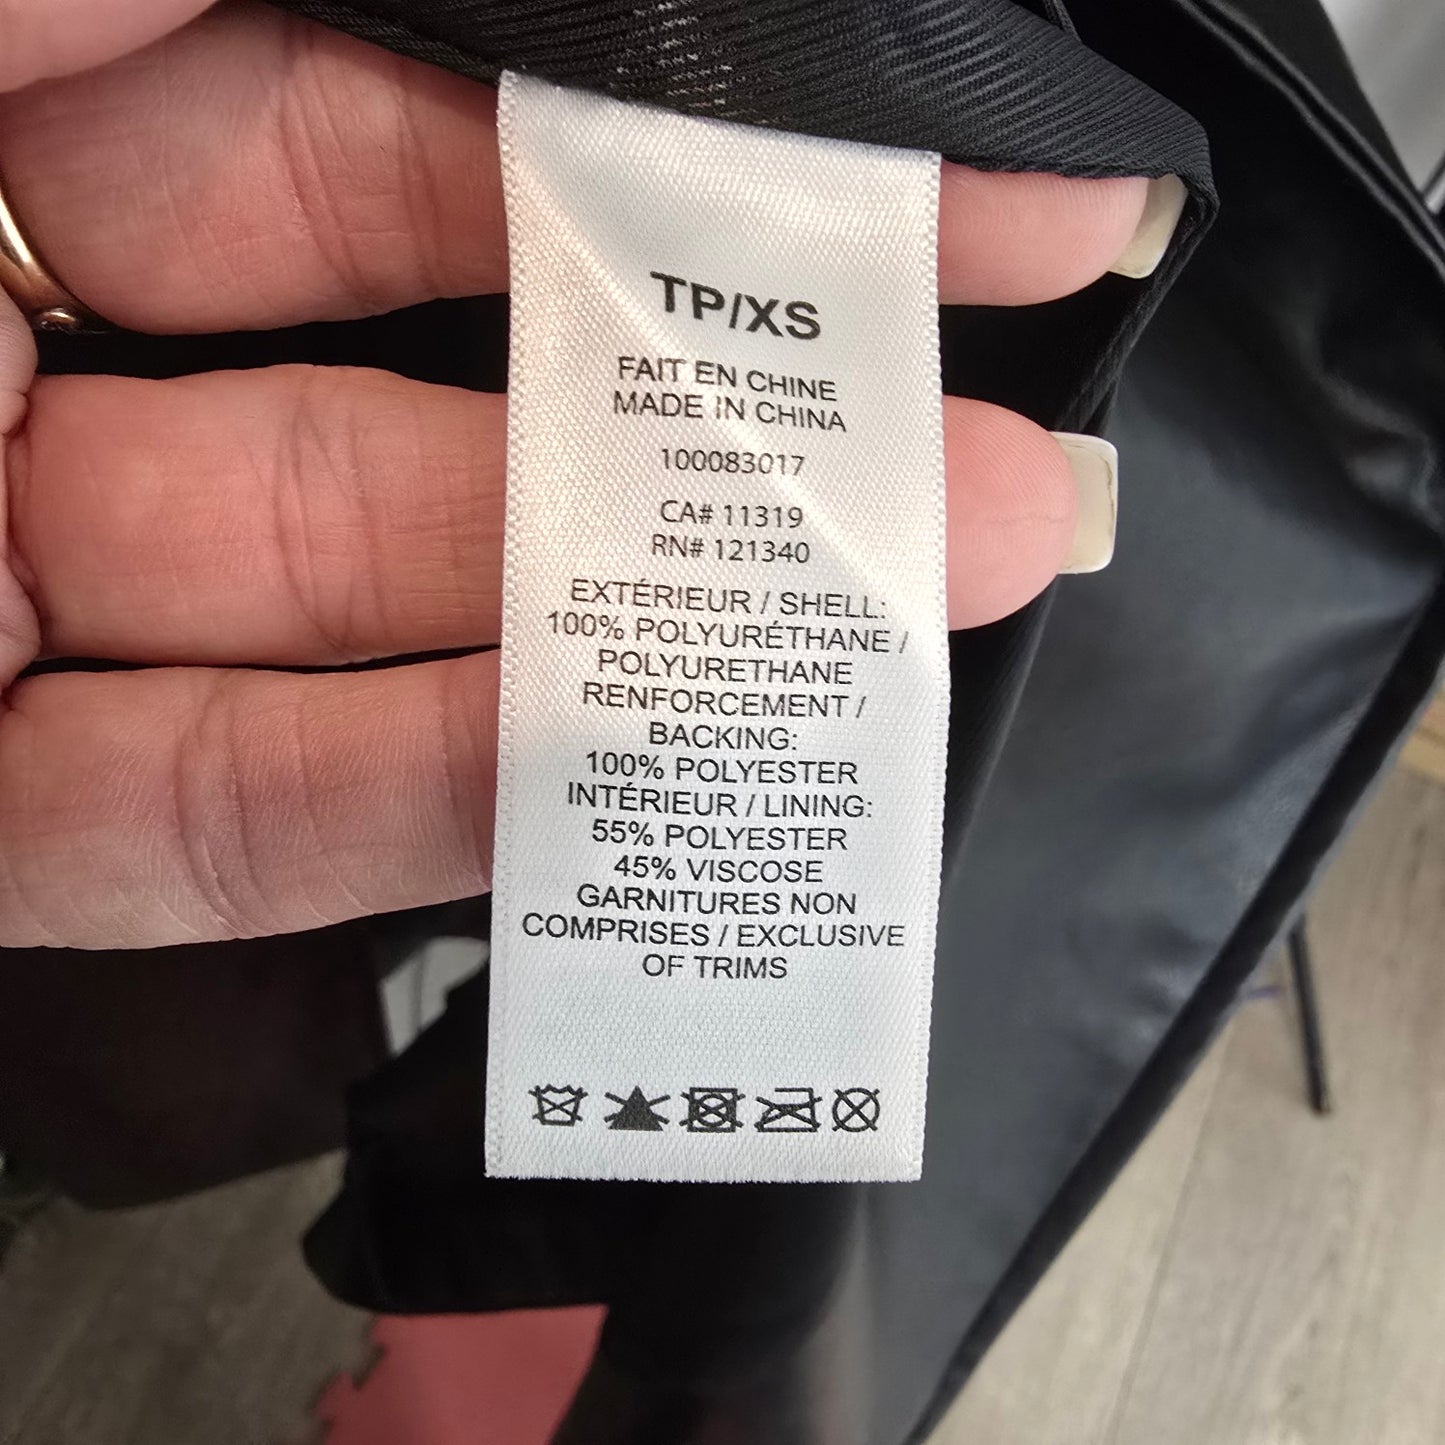 TP/XS
FAIT EN CHINE
MADE IN CHINA
100083017
CA# 11319
RN# 121340
EXTÉRIEUR / SHELL:
100% POLYURÉTHANE /
POLYURETHANE
RENFORCEMENT /
BACKING:
100% POLYESTER
INTÉRIEUR / LINING:
55% POLYESTER
45% VISCOSE
GARNITURES NON
COMPRISES / EXCLUSIVE
OF TRIMS